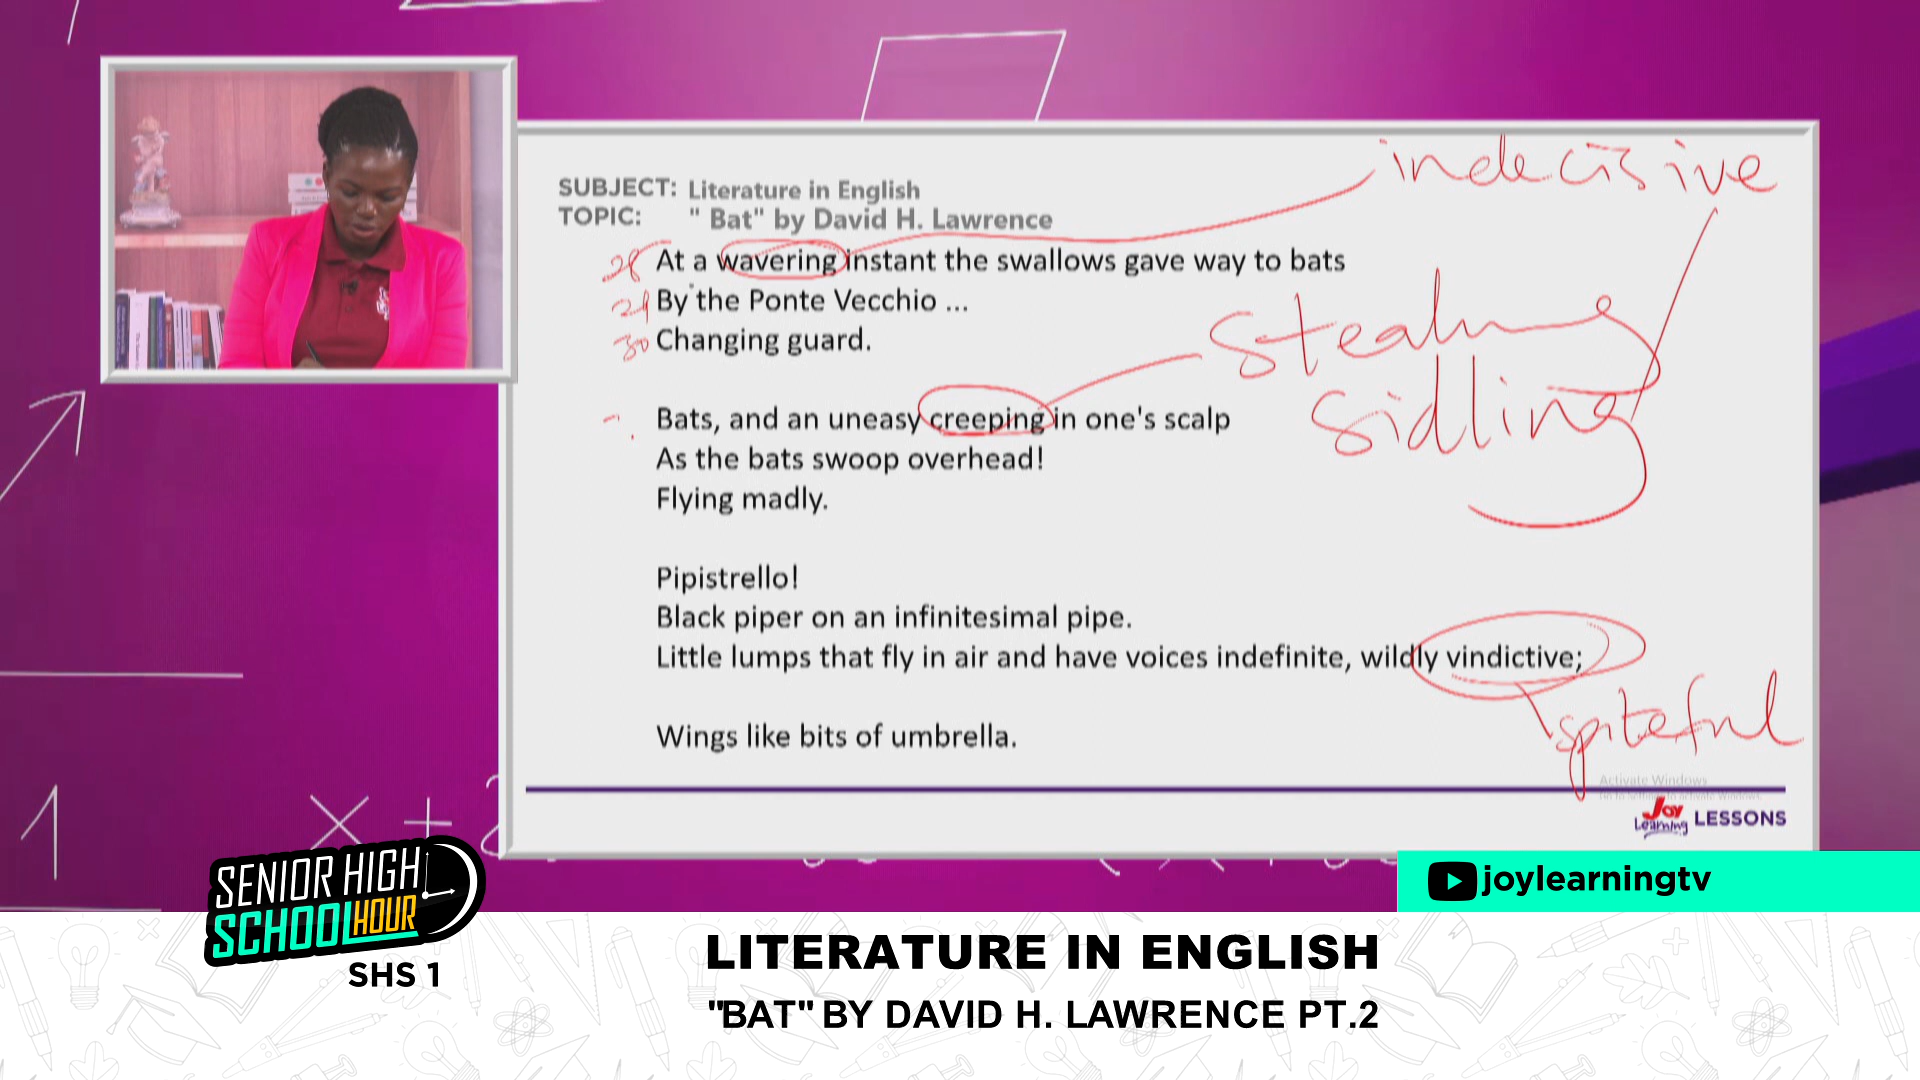 SUBJECT: Literature in English
TOPIC: " Bat" by David H. Lawrence
indecisive
28 At a wavering instant the swallows gave way to bats
29 By the Ponte Vecchio ...
30 Changing guard.
Bats, and an uneasy creeping in one's scalp
As the bats swoop overhead!
Flying madly.
sidling
Pipistrello!
Black piper on an infinitesimal pipe.
Little lumps that fly in air and have voices indefinite, wildly vindictive;
spiteful
Wings like bits of umbrella.
Activate Windows
Joy Learning LESSONS
1
x + 2
joylearningtv
SENIOR HIGH
SCHOOL HOUR
SHS 1
LITERATURE IN ENGLISH
"BAT" BY DAVID H. LAWRENCE PT.2